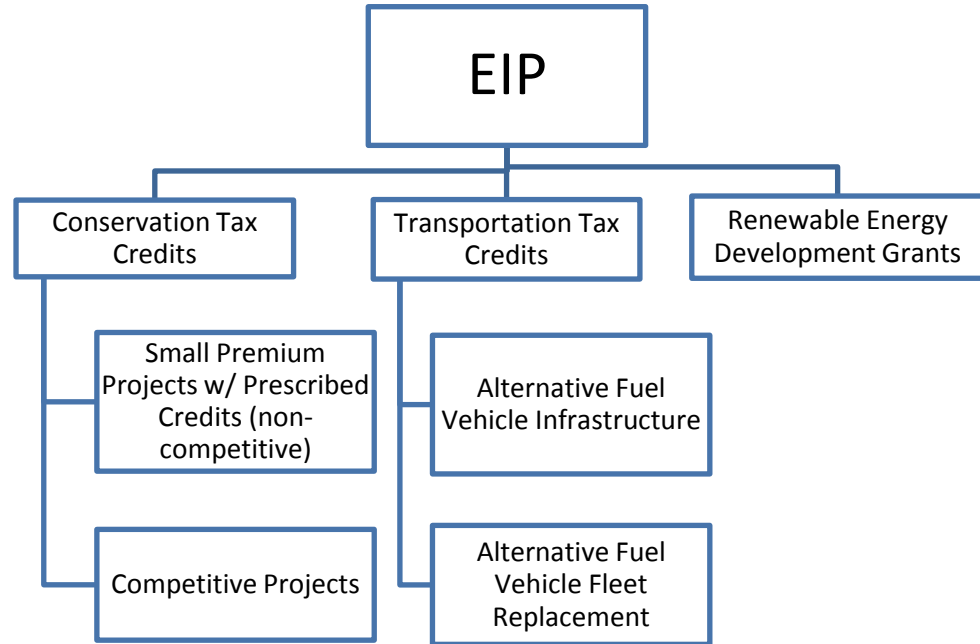 EIP
Conservation Tax
Credits
Transportation Tax
Credits
Renewable Energy
Development Grants
Small Premium
Projects w/ Prescribed
Credits (non-
competitive)
Alternative Fuel
Vehicle Infrastructure
Competitive Projects
Alternative Fuel
Vehicle Fleet
Replacement